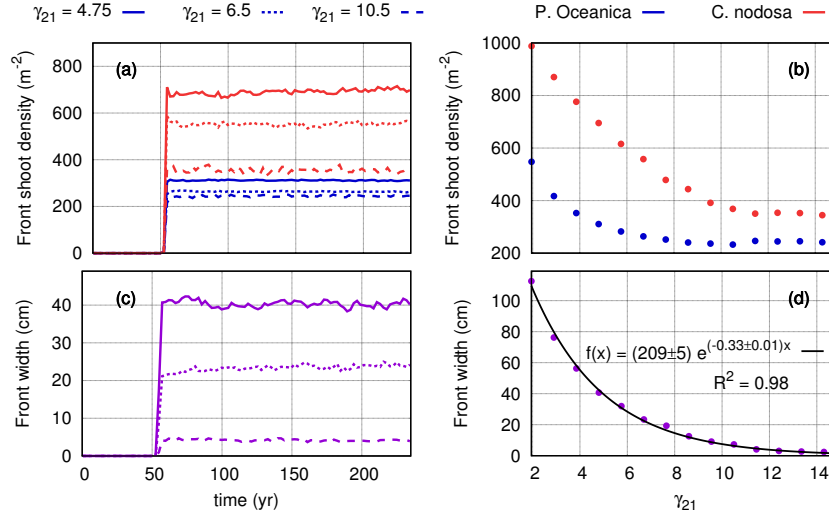 γ21 = 4.75 γ21 = 6.5 γ21 = 10.5 P. Oceanica C. nodosa
(a)
Front shoot density (m-2)
800
600
400
200
0
(b)
Front shoot density (m-2)
1000
800
600
400
200
(c)
Front width (cm)
40
20
0
0 50 100 150 200
time (yr)
(d)
Front width (cm)
100
80
60
40
20
0
f(x) = (209±5) e(-0.33±0.01)x
R2 = 0.98
2 4 6 8 10 12 14
γ21